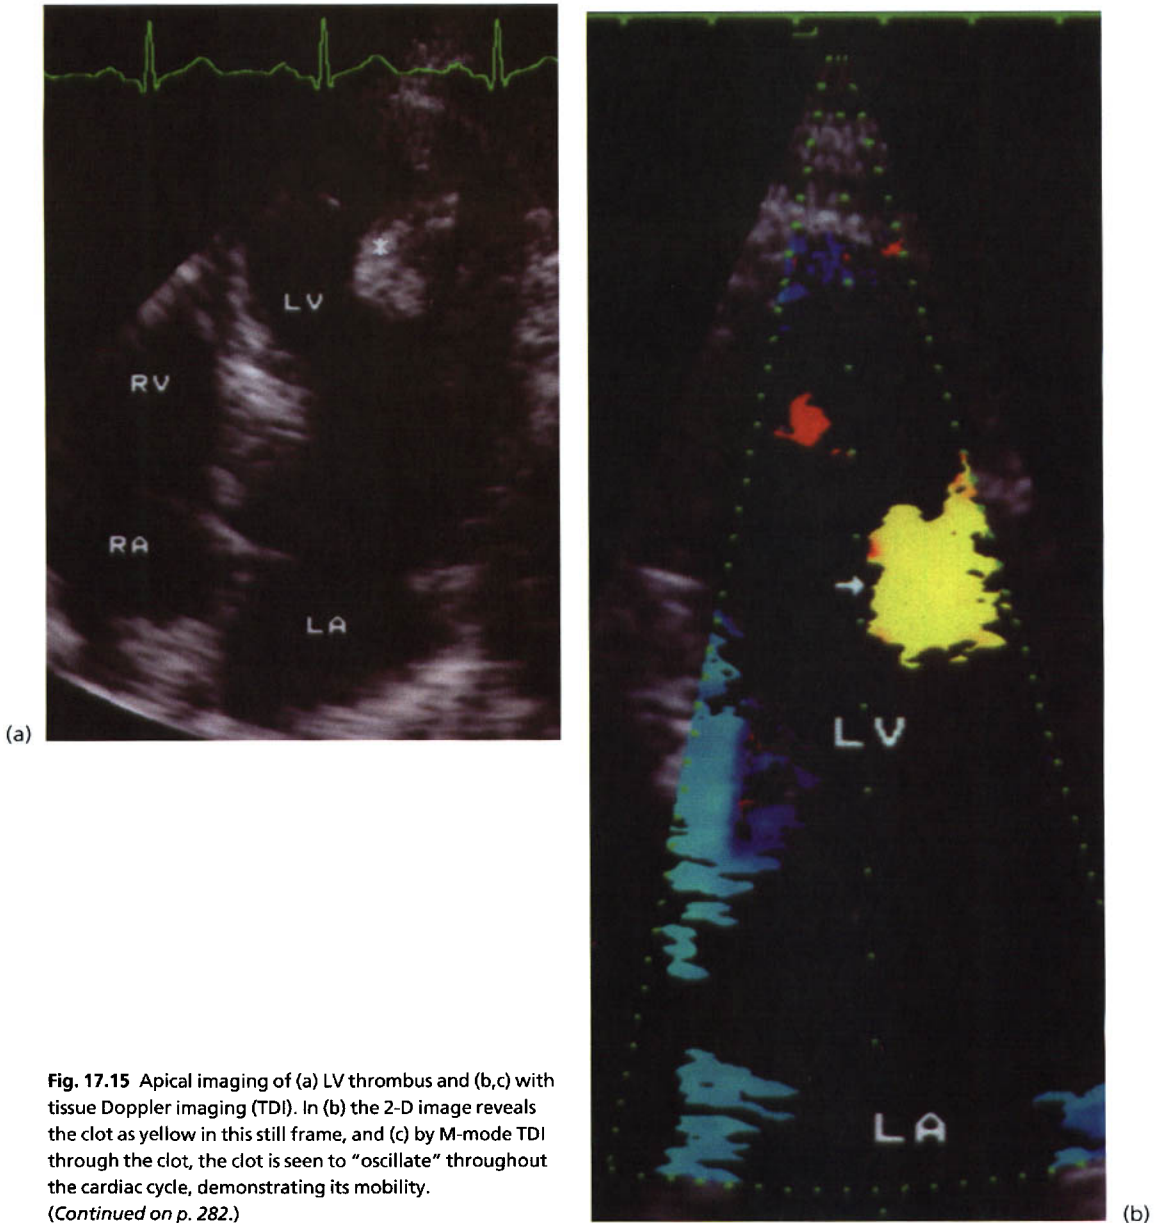 LV
RV
RA
LA
(a)
LV
LA
(b)
Fig. 17.15 Apical imaging of (a) LV thrombus and (b,c) with
tissue Doppler imaging (TDI). In (b) the 2-D image reveals
the clot as yellow in this still frame, and (c) by M-mode TDI
through the clot, the clot is seen to "oscillate" throughout
the cardiac cycle, demonstrating its mobility.
(Continued on p. 282.)